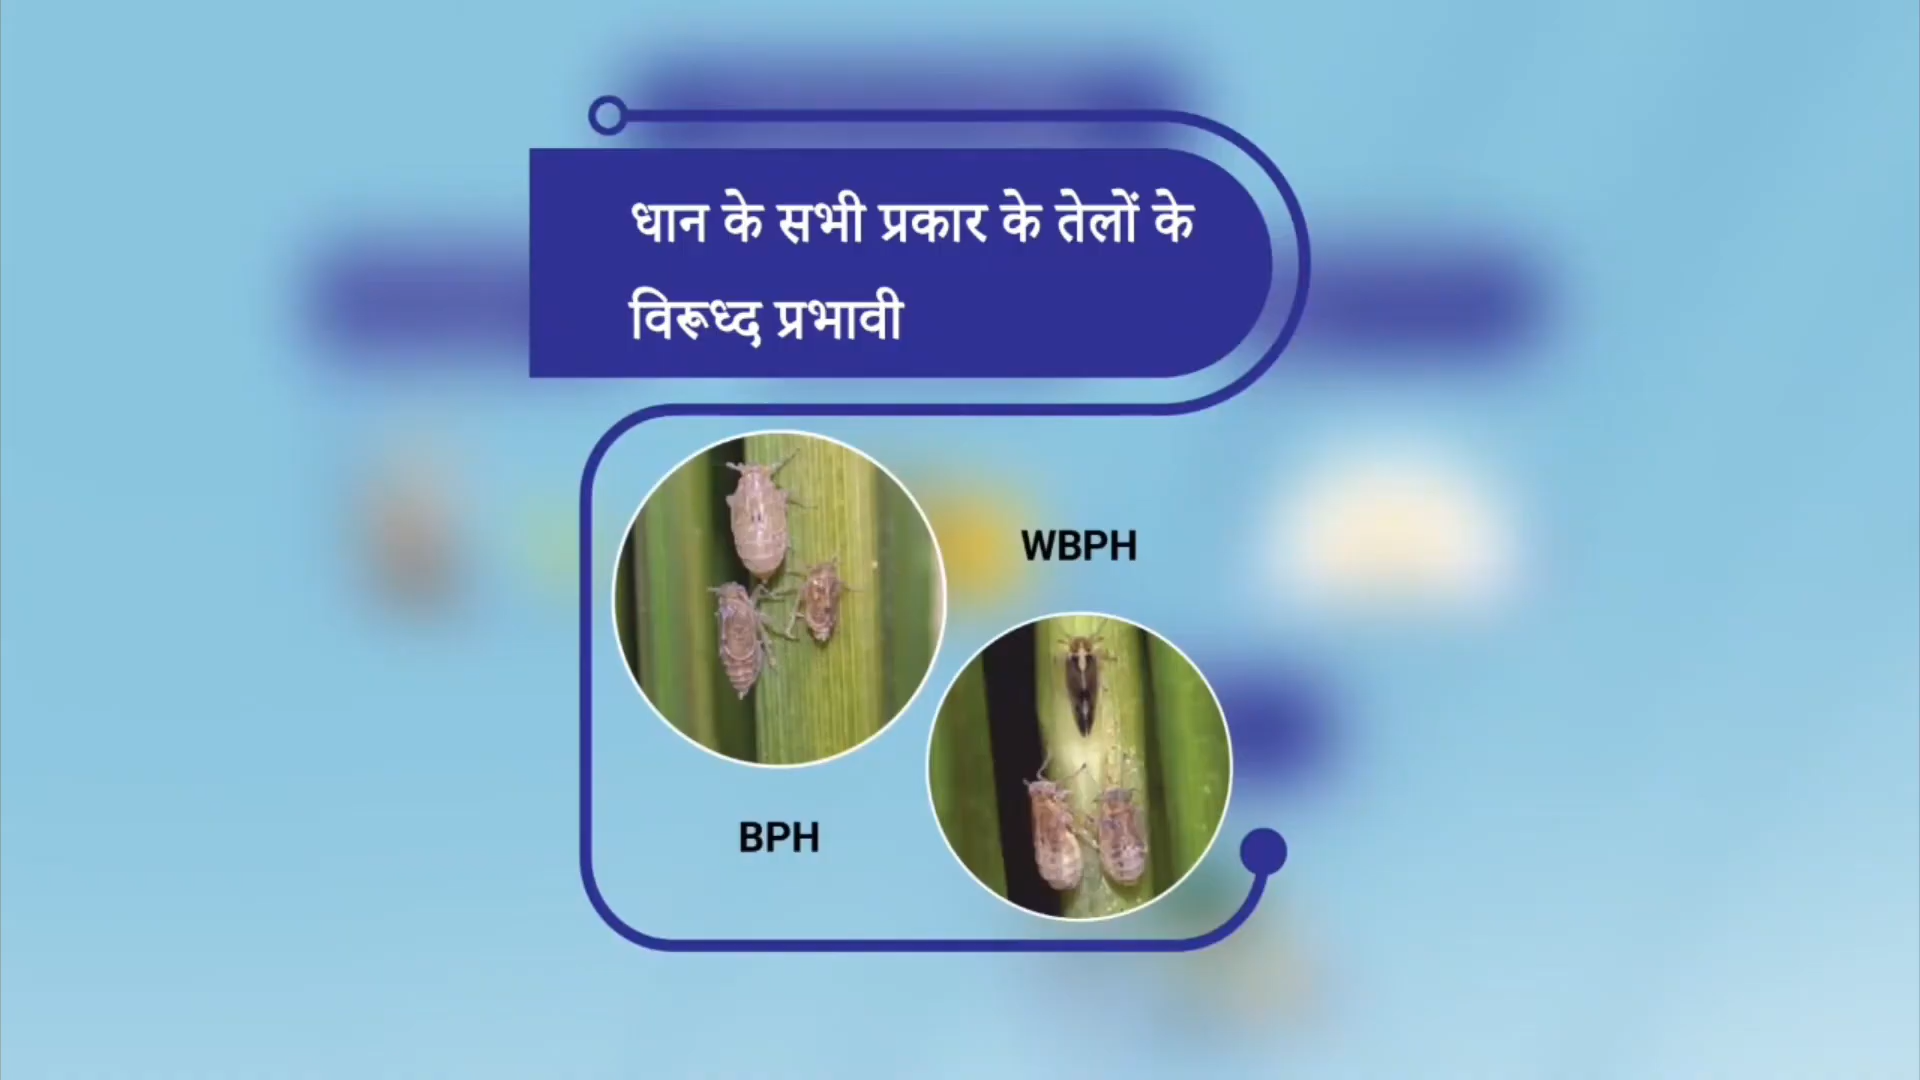 धान के सभी प्रकार के तेलों के
विरूध्द प्रभावी
WBPH
BPH